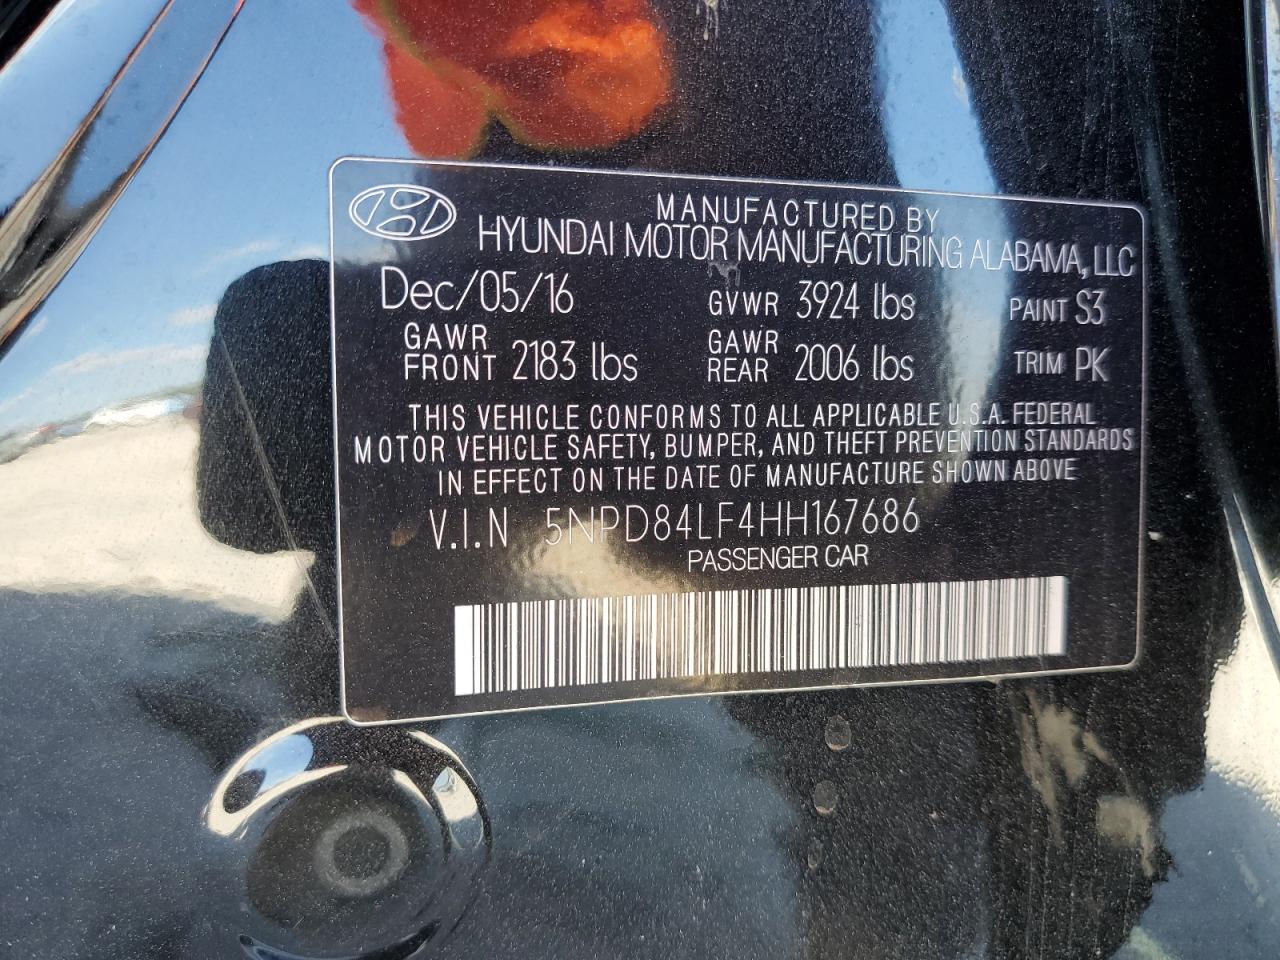 MANUFACTURED BY
HYUNDAI MOTOR MANUFACTURING ALABAMA, LLC
Dec/05/16 GVWR 3924 lbs PAINT S3
GAWR FRONT 2183 lbs GAWR REAR 2006 lbs TRIM PK
THIS VEHICLE CONFORMS TO ALL APPLICABLE U.S.A. FEDERAL
MOTOR VEHICLE SAFETY, BUMPER, AND THEFT PREVENTION STANDARDS
IN EFFECT ON THE DATE OF MANUFACTURE SHOWN ABOVE
V.I.N 5NPD84LF4HH167686
PASSENGER CAR